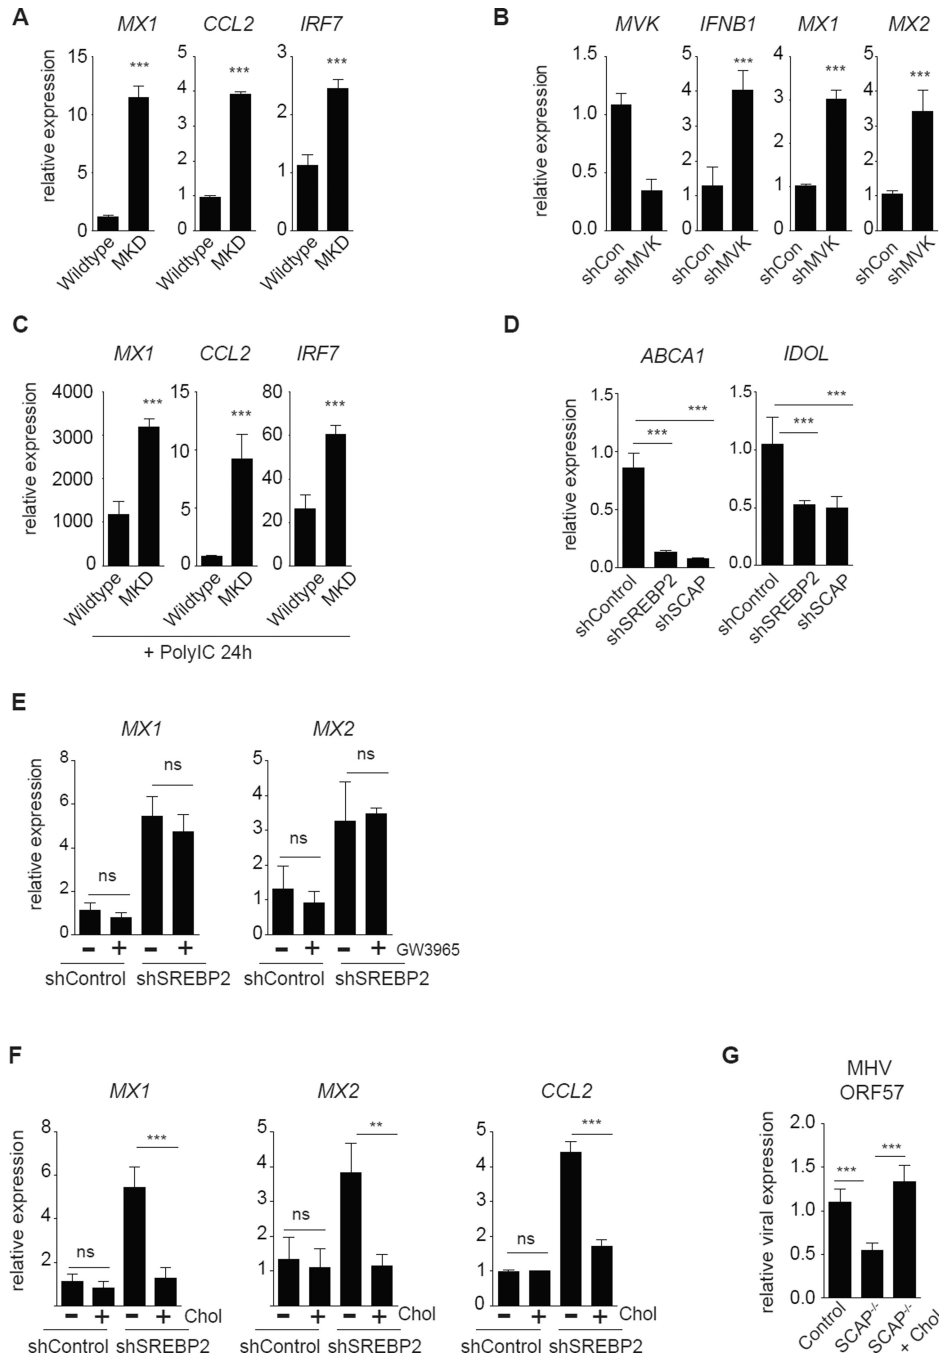 A
MX1 CCL2 IRF7
relative expression
15
10
5
0
***
4
3
2
1
0
***
3
2
1
0
***
Wildtype
MKD
Wildtype
MKD
Wildtype
MKD
B
MVK IFNB1 MX1 MX2
relative expression
1.5
1.0
0.5
0.0
5
4
3
2
1
0
***
4
3
2
1
0
***
5
4
3
2
1
0
***
shCon
shMVK
shCon
shMVK
shCon
shMVK
shCon
shMVK
C
MX1 CCL2 IRF7
relative expression
4000
3000
2000
1000
0
***
15
10
5
0
***
80
60
40
20
0
***
Wildtype
MKD
Wildtype
MKD
Wildtype
MKD
+ PolyIC 24h
D
ABCA1 IDOL
relative expression
1.5
1.0
0.5
0.0
***
***
1.5
1.0
0.5
0.0
***
***
shControl
shSREBP2
shSCAP
shControl
shSREBP2
shSCAP
E
MX1 MX2
relative expression
8
6
4
2
0
ns
ns
5
4
3
2
1
0
ns
ns
- + - + - + - + GW3965
shControl shSREBP2 shControl shSREBP2
F
MX1 MX2 CCL2
relative expression
8
6
4
2
ns
***
5
4
3
2
1
0
ns
**
5
4
2
1
0
ns
***
- + - + Chol - + - + Chol - + - + Chol
shControl shSREBP2 shControl shSREBP2 shControl shSREBP2
G
MHV
ORF57
relative viral expression
2.0
1.5
1.0
0.5
0.0
***
***
Control
SCAP-/-
SCAP-/-
+ Chol